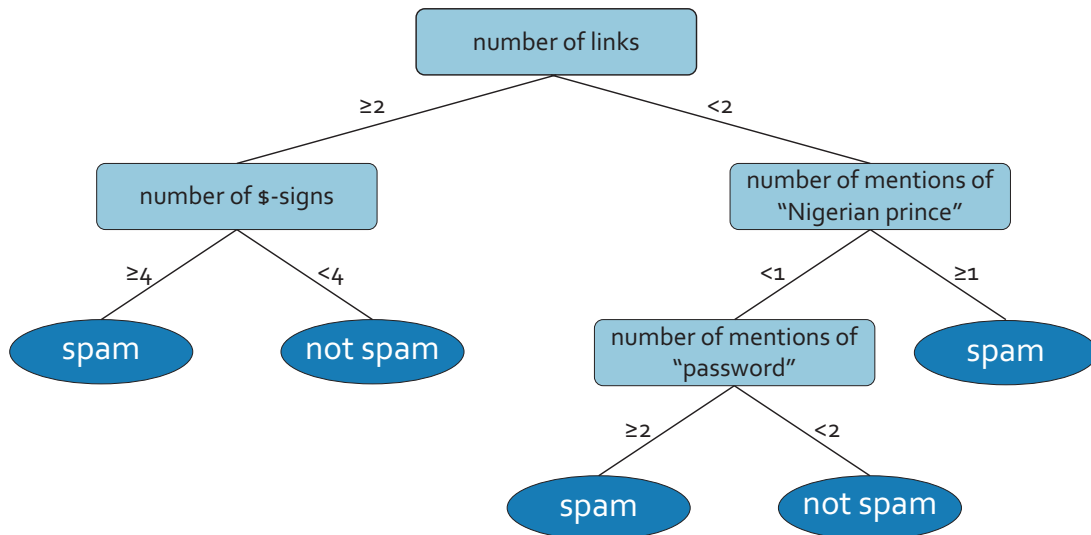 number of links
≥2
<2
number of $-signs
number of mentions of
“Nigerian prince”
≥4
<4
<1
≥1
spam
not spam
number of mentions of
“password”
spam
≥2
<2
spam
not spam